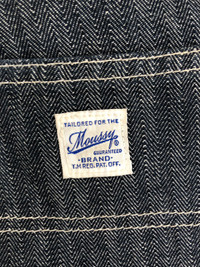 TAILORED FOR THE
Moussy®
GUARANTEED
·BRAND·
T.M REG. PAT. OFF.